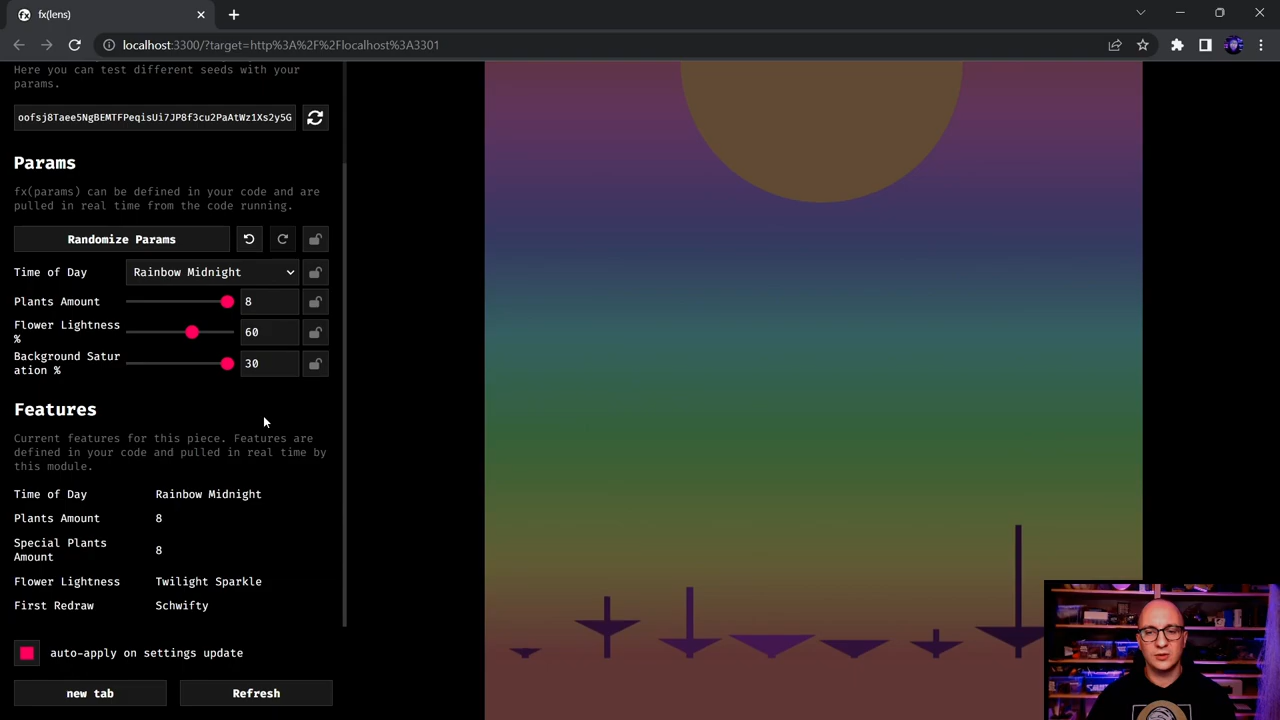 fx(lens)
localhost:3300/?target=http%3A%2F%2Flocalhost%3A3301
Here you can test different seeds with your
params.
oofsj8Taee5NgBEMTFPeqisUi7JP8f3cu2PaAtWz1Xs2y5G
Params
fx(params) can be defined in your code and are
pulled in real time from the code running.
Randomize Params
Time of Day
Rainbow Midnight
Plants Amount
8
Flower Lightness
%
60
Background Satur
ation %
30
Features
Current features for this piece. Features are
defined in your code and pulled in real time by
this module.
Time of Day
Rainbow Midnight
Plants Amount
8
Special Plants
Amount
8
Flower Lightness
Twilight Sparkle
First Redraw
Schwifty
auto-apply on settings update
new tab
Refresh